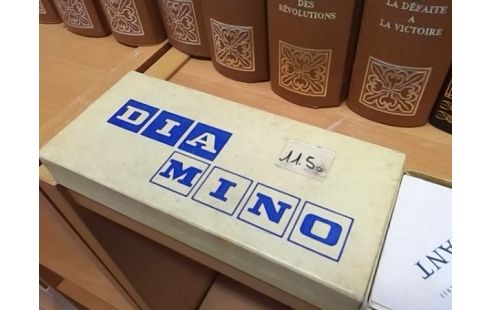 DES
RÉVOLUTIONS
LA DÉFAITE
A
LA VICTOIRE
DIA
MINO
11.50
ANT